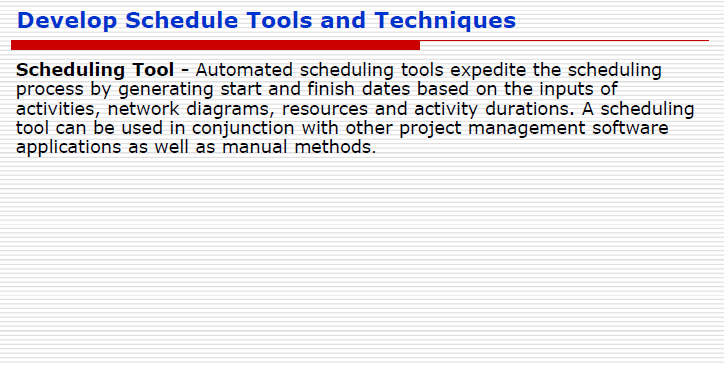 Develop Schedule Tools and Techniques
Scheduling Tool - Automated scheduling tools expedite the scheduling
process by generating start and finish dates based on the inputs of
activities, network diagrams, resources and activity durations. A scheduling
tool can be used in conjunction with other project management software
applications as well as manual methods.